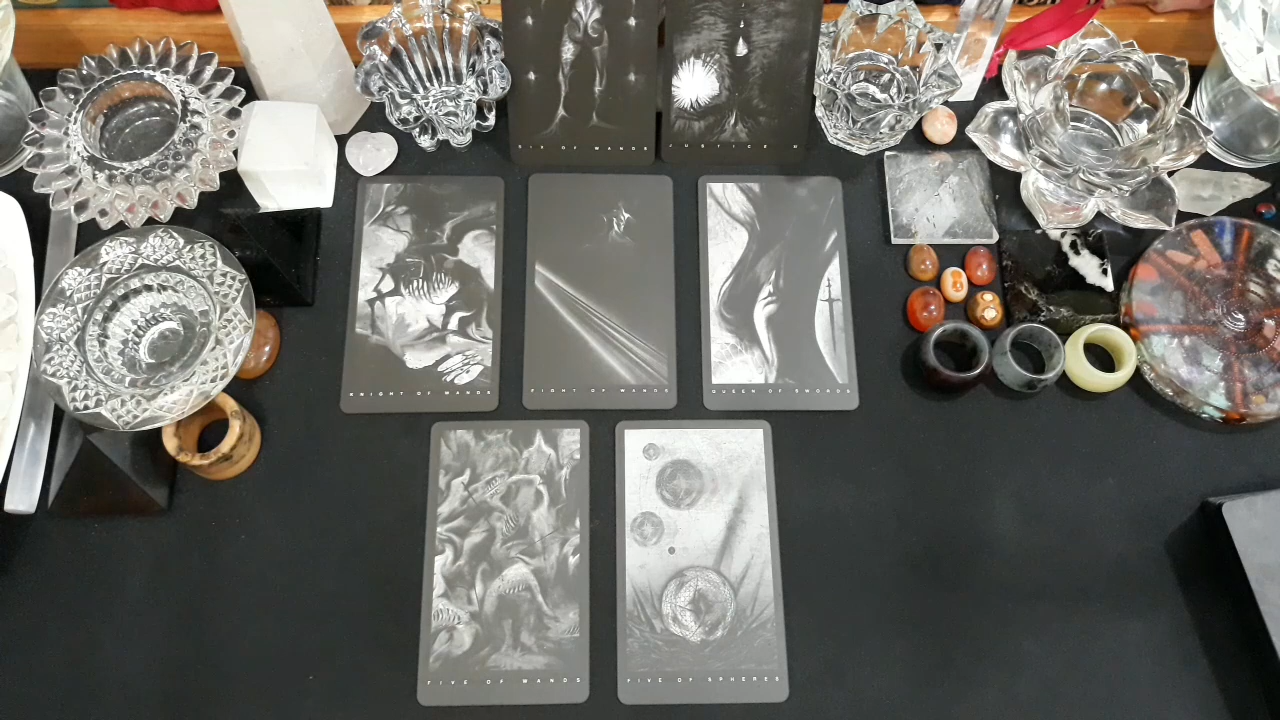 SIX OF WANDS
JUSTICE
KNIGHT OF WANDS
EIGHT OF WANDS
QUEEN OF SWORDS
FIVE OF WANDS
FIVE OF SPHERES